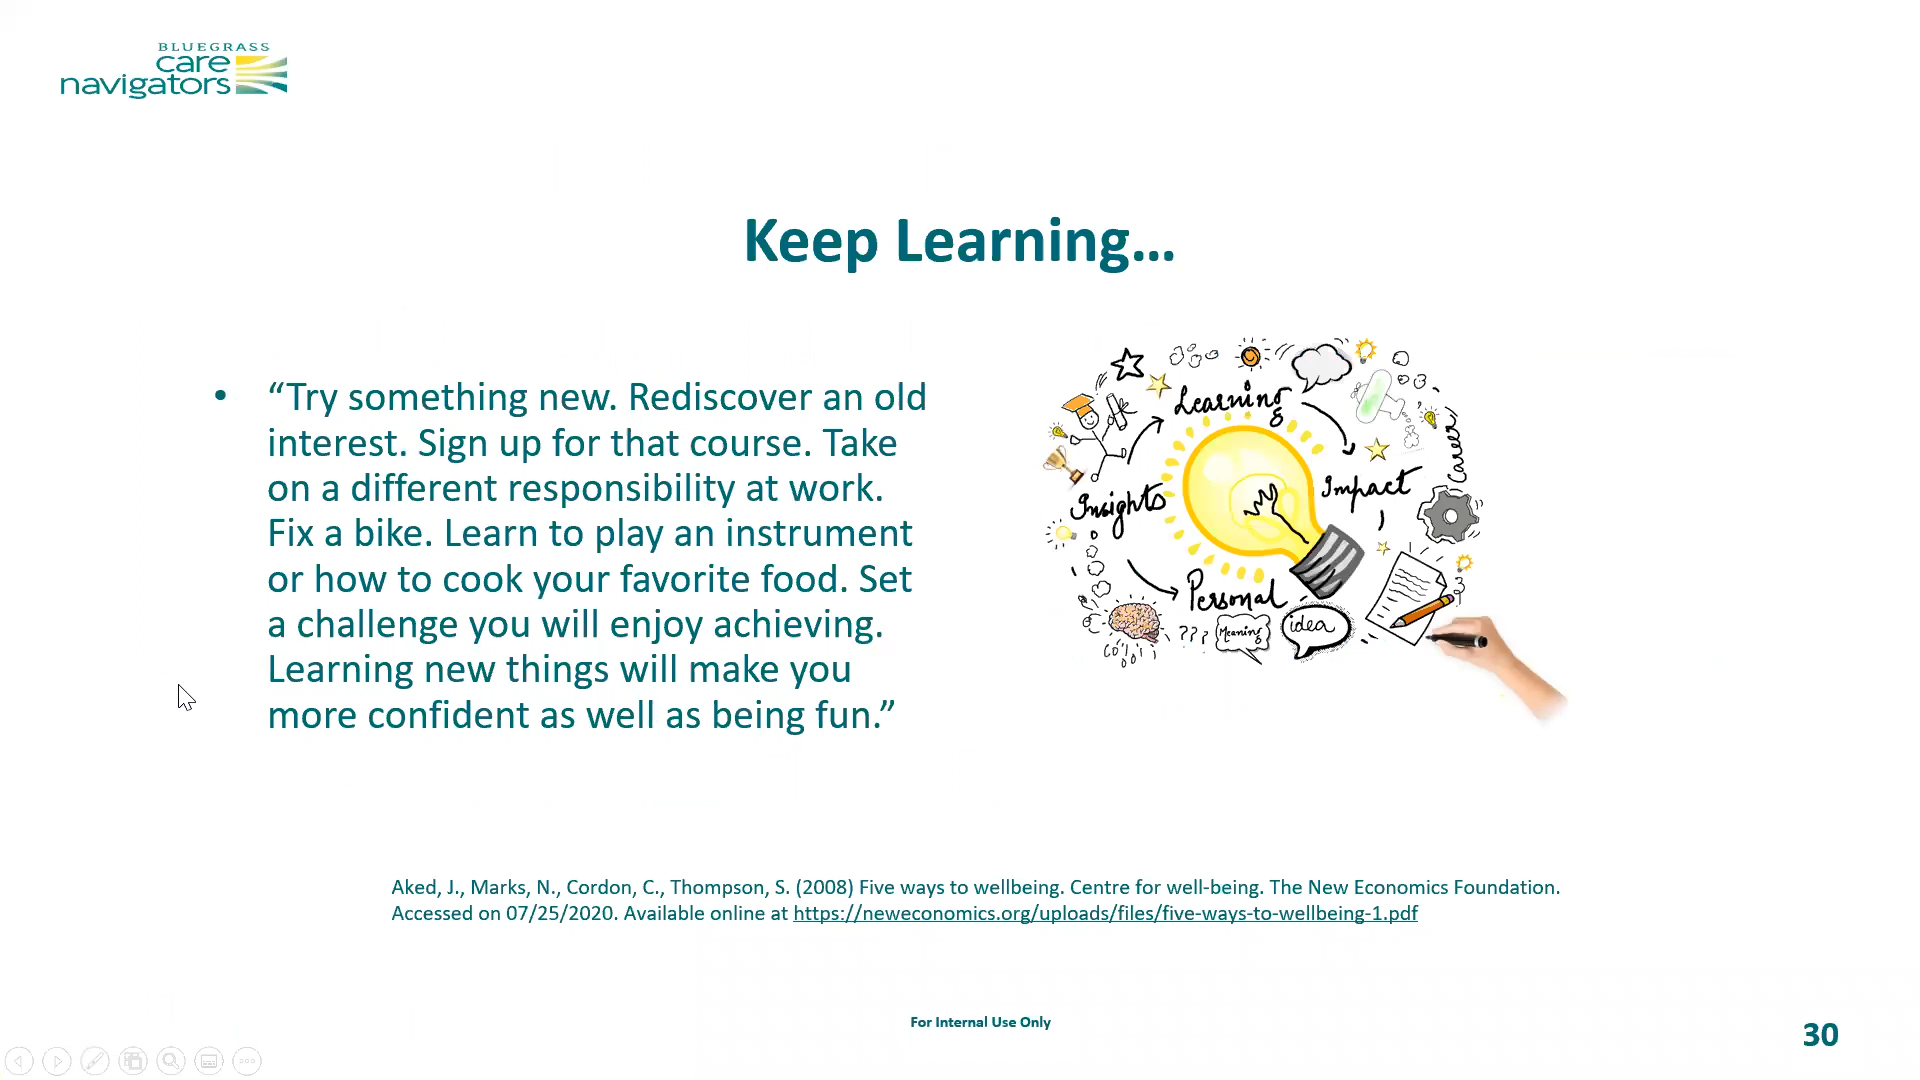 BLUEGRASS
care
navigators
Keep Learning...
• “Try something new. Rediscover an old
interest. Sign up for that course. Take
on a different responsibility at work.
Fix a bike. Learn to play an instrument
or how to cook your favorite food. Set
a challenge you will enjoy achieving.
Learning new things will make you
more confident as well as being fun.”
Learning
Career
Impact
Insights
Personal
Meaning
idea
???
Aked, J., Marks, N., Cordon, C., Thompson, S. (2008) Five ways to wellbeing. Centre for well-being. The New Economics Foundation.
Accessed on 07/25/2020. Available online at https://neweconomics.org/uploads/files/five-ways-to-wellbeing-1.pdf
For Internal Use Only
30